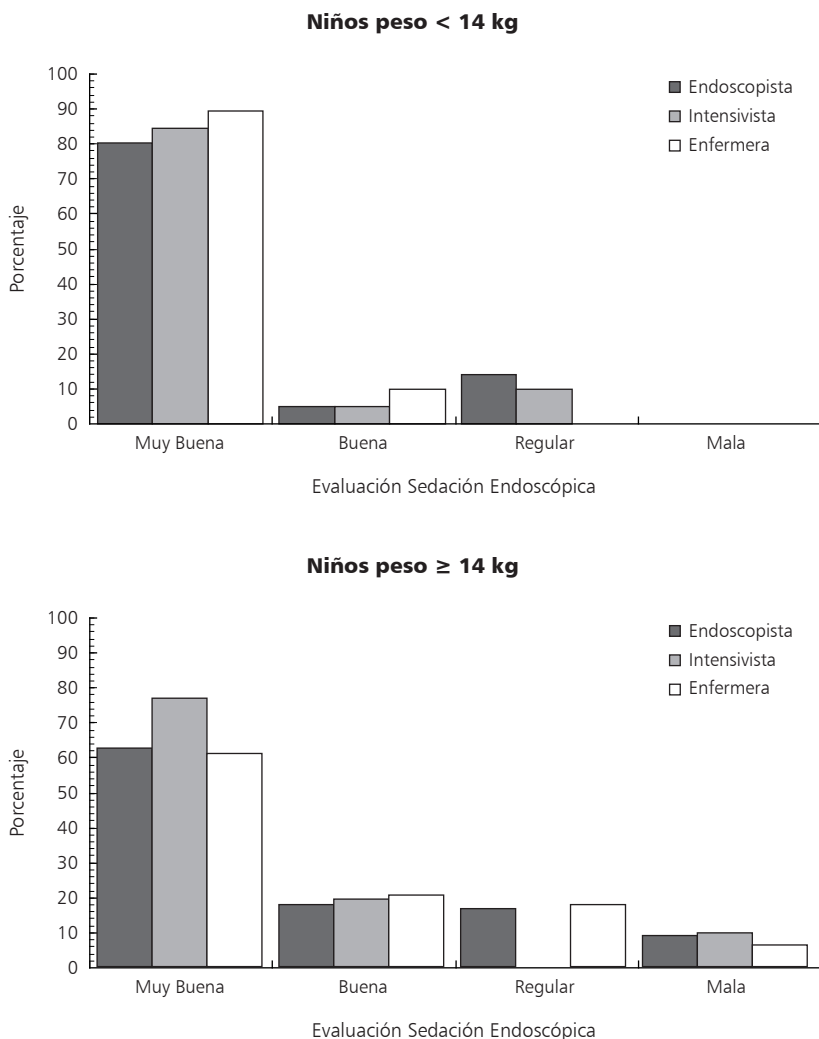 Niños peso < 14 kg
100
90
80
70
60
50
40
30
20
10
0
Porcentaje
Endoscopista
Intensivista
Enfermera
Muy Buena Buena Regular Mala
Evaluación Sedación Endoscópica
Niños peso ≥ 14 kg
100
90
80
70
60
50
40
30
20
10
0
Porcentaje
Endoscopista
Intensivista
Enfermera
Muy Buena Buena Regular Mala
Evaluación Sedación Endoscópica